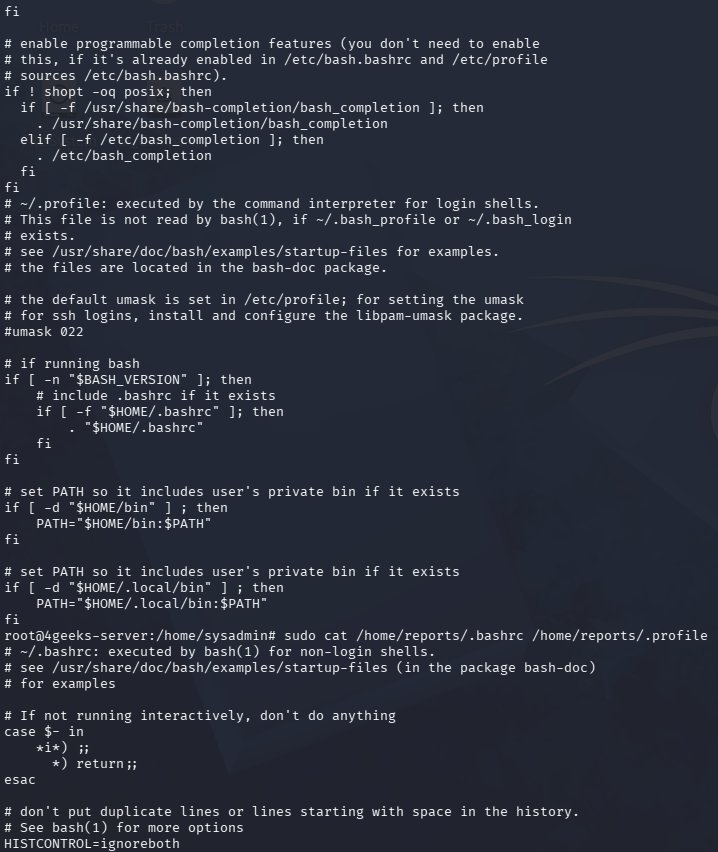 fi
Home Trash
# enable programmable completion features (you don't need to enable
# this, if it's already enabled in /etc/bash.bashrc and /etc/profile
# sources /etc/bash.bashrc).
if ! shopt -oq posix; then
  if [ -f /usr/share/bash-completion/bash_completion ]; then
    . /usr/share/bash-completion/bash_completion
  elif [ -f /etc/bash_completion ]; then
    . /etc/bash_completion
  fi
fi
# ~/.profile: executed by the command interpreter for login shells.
# This file is not read by bash(1), if ~/.bash_profile or ~/.bash_login
# exists.
# see /usr/share/doc/bash/examples/startup-files for examples.
# the files are located in the bash-doc package.

# the default umask is set in /etc/profile; for setting the umask
# for ssh logins, install and configure the libpam-umask package.
#umask 022

# if running bash
if [ -n "$BASH_VERSION" ]; then
    # include .bashrc if it exists
    if [ -f "$HOME/.bashrc" ]; then
        . "$HOME/.bashrc"
    fi
fi

# set PATH so it includes user's private bin if it exists
if [ -d "$HOME/bin" ] ; then
    PATH="$HOME/bin:$PATH"
fi

# set PATH so it includes user's private bin if it exists
if [ -d "$HOME/.local/bin" ] ; then
    PATH="$HOME/.local/bin:$PATH"
fi
root@4geeks-server:/home/sysadmin# sudo cat /home/reports/.bashrc /home/reports/.profile
# ~/.bashrc: executed by bash(1) for non-login shells.
# see /usr/share/doc/bash/examples/startup-files (in the package bash-doc)
# for examples

# If not running interactively, don't do anything
case $- in
    *i*) ;;
      *) return;;
esac

# don't put duplicate lines or lines starting with space in the history.
# See bash(1) for more options
HISTCONTROL=ignoreboth